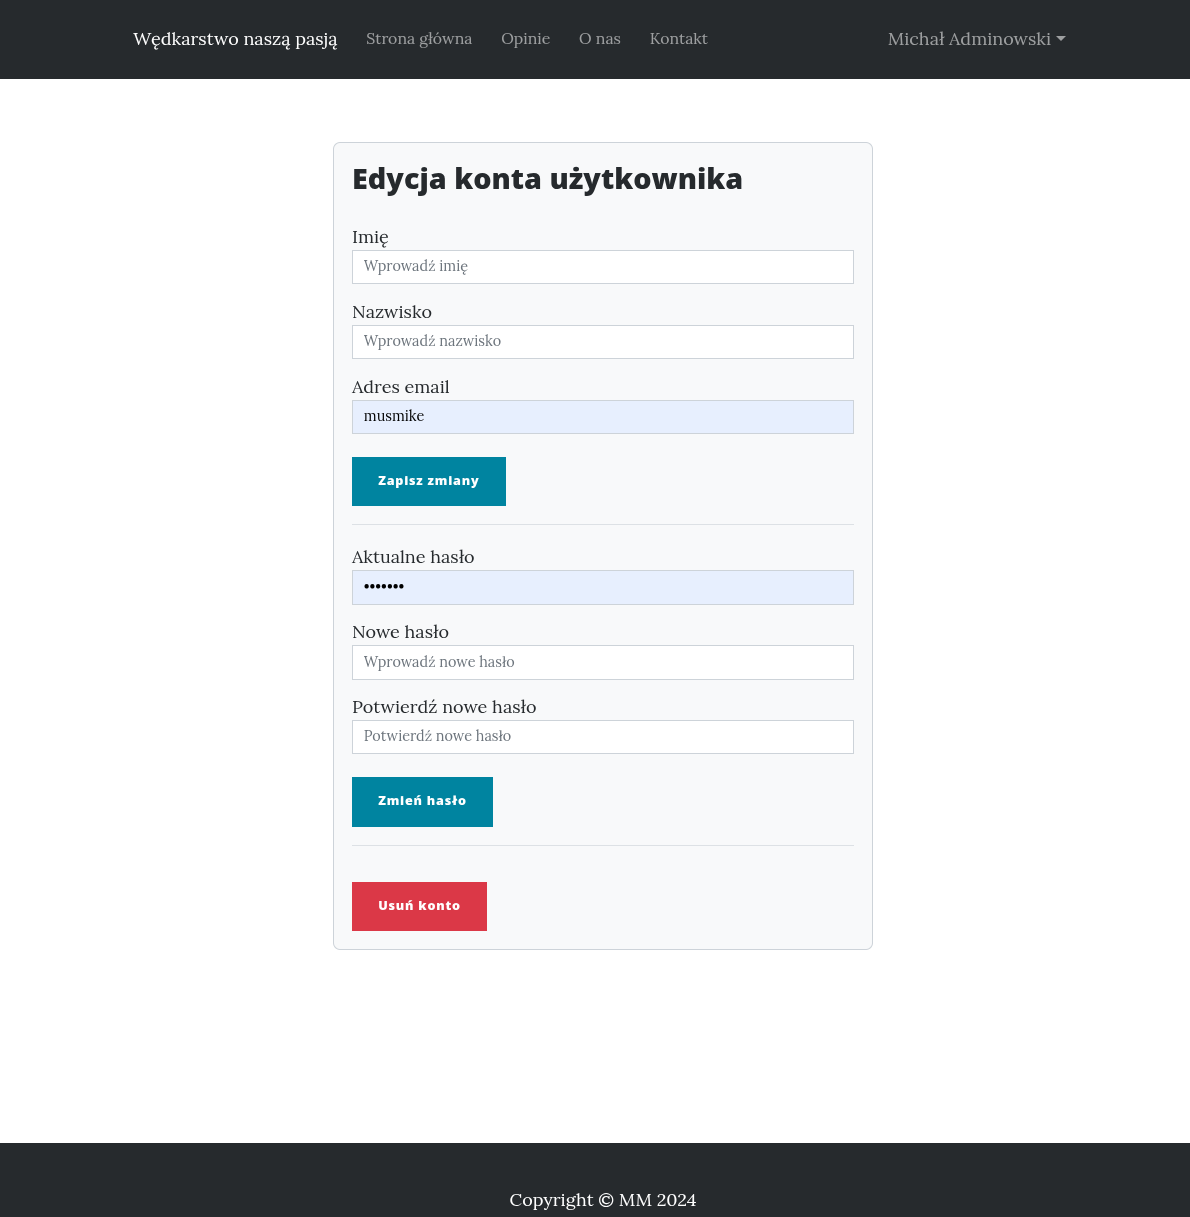 Wędkarstwo naszą pasją Strona główna Opinie O nas Kontakt Michał Adminowski
Edycja konta użytkownika
Imię
Wprowadź imię
Nazwisko
Wprowadź nazwisko
Adres email
musmike
Zapisz zmiany
Aktualne hasło
•••••••
Nowe hasło
Wprowadź nowe hasło
Potwierdź nowe hasło
Potwierdź nowe hasło
Zmień hasło
Usuń konto
Copyright © MM 2024